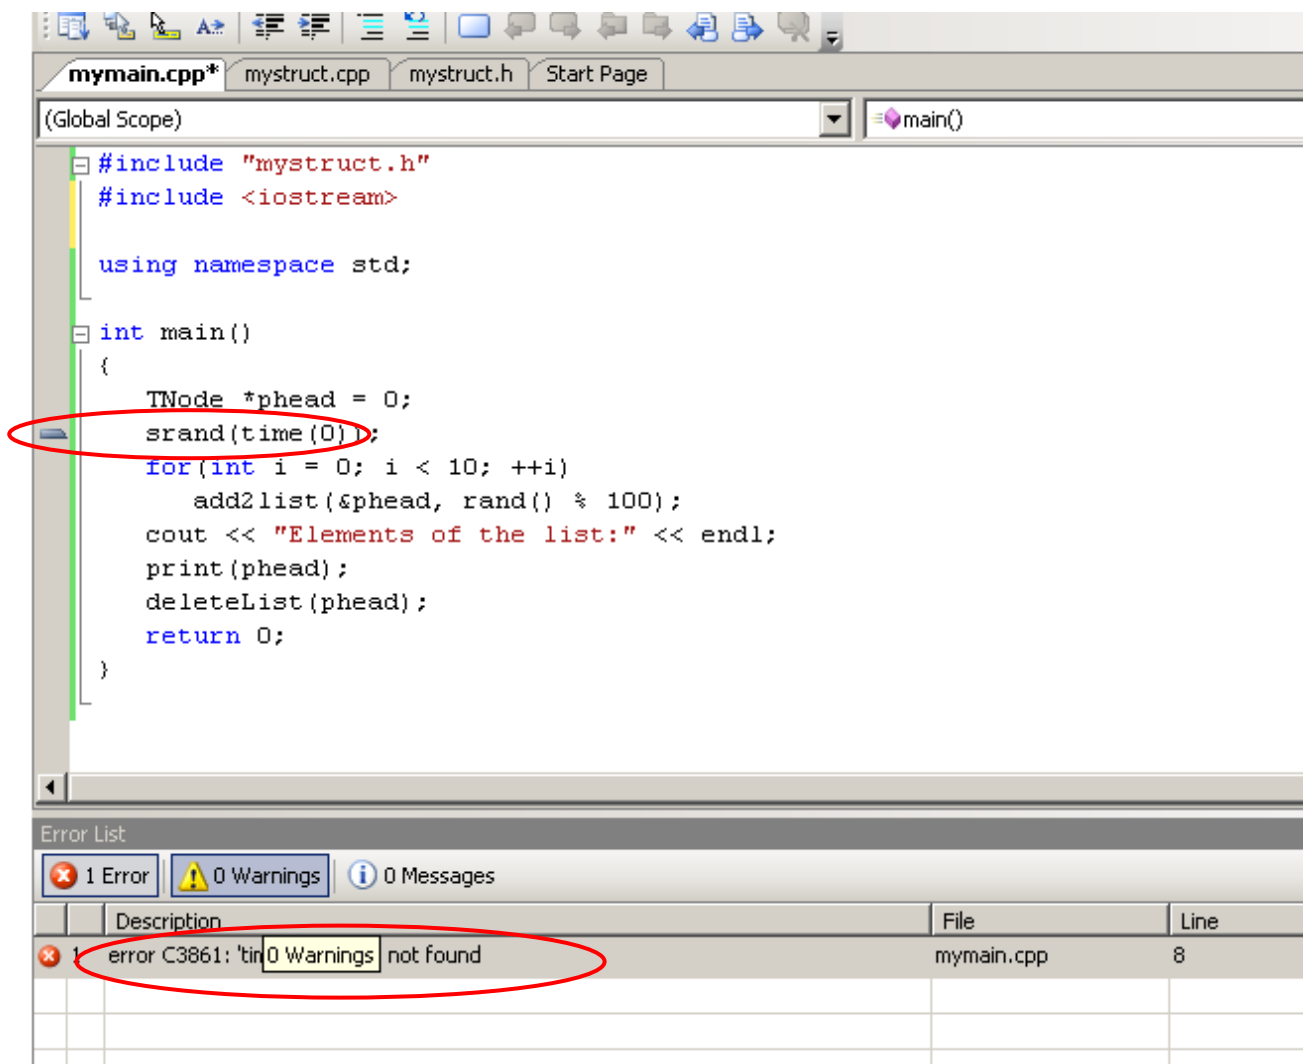 mymain.cpp* mystruct.cpp mystruct.h Start Page
(Global Scope) main()
#include "mystruct.h"
#include <iostream>
using namespace std;
int main()
{
TNode *phead = 0;
srand(time(0));
for(int i = 0; i < 10; ++i)
add2list(&phead, rand() % 100);
cout << "Elements of the list:" << endl;
print(phead);
deleteList(phead);
return 0;
}
Error List
1 Error 0 Warnings 0 Messages
Description File Line
1 error C3861: 0 Warnings not found mymain.cpp 8